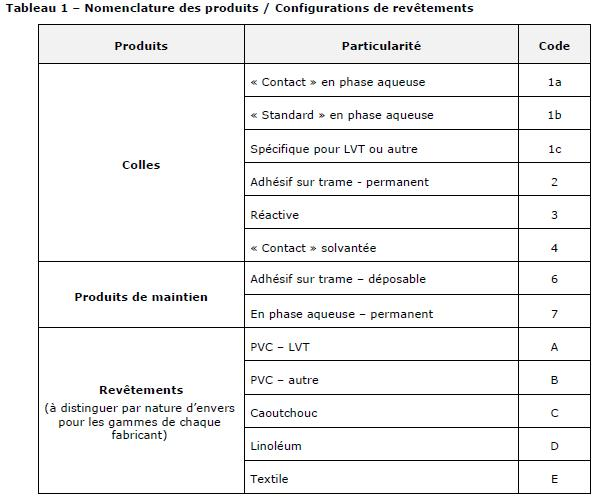 Tableau 1 – Nomenclature des produits / Configurations de revêtements
Produits Particularité Code
Colles
« Contact » en phase aqueuse 1a
« Standard » en phase aqueuse 1b
Spécifique pour LVT ou autre 1c
Adhésif sur trame - permanent 2
Réactive 3
« Contact » solvantée 4
Produits de maintien
Adhésif sur trame – déposable 6
En phase aqueuse – permanent 7
Revêtements
(à distinguer par nature d’envers
pour les gammes de chaque
fabricant)
PVC – LVT A
PVC – autre B
Caoutchouc C
Linoléum D
Textile E